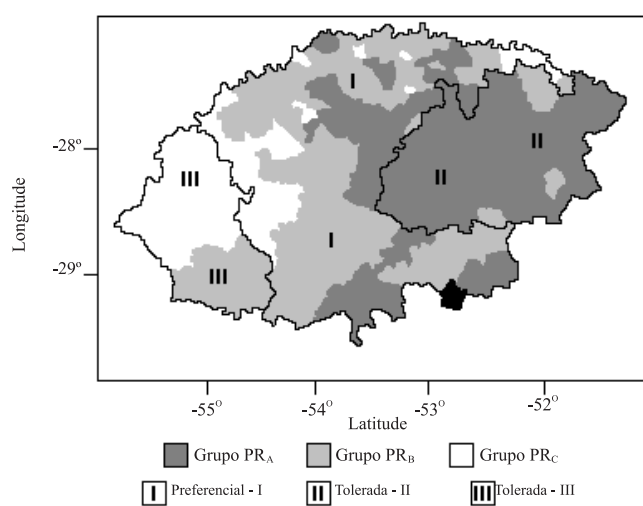 I
II
II
III
I
III
-28°
-29°
Longitude
-55° -54° -53° -52°
Latitude
Grupo PRA Grupo PRB Grupo PRC
I Preferencial - I II Tolerada - II III Tolerada - III